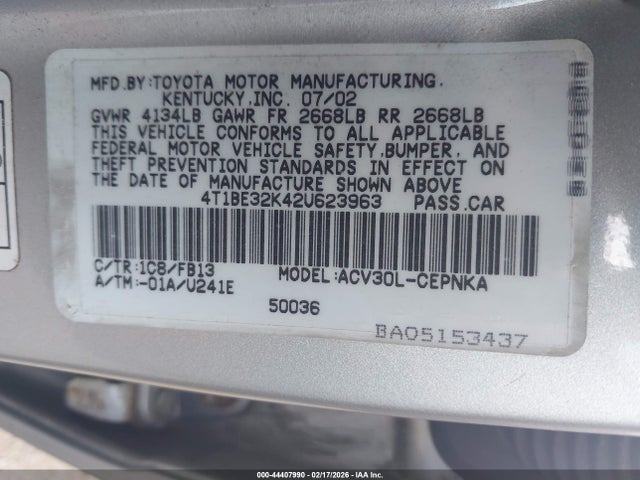 MFD.BY:TOYOTA MOTOR MANUFACTURING.
KENTUCKY,INC. 07/02
GVWR 4134LB GAWR FR 2668LB RR 2668LB
THIS VEHICLE CONFORMS TO ALL APPLICABLE
FEDERAL MOTOR VEHICLE SAFETY,BUMPER, AND
THEFT PREVENTION STANDARDS IN EFFECT ON
THE DATE OF MANUFACTURE SHOWN ABOVE
4T1BE32K42U623963 PASS.CAR
C/TR:1C8/FB13 MODEL:ACV30L-CEPNKA
A/TM:-01A/U241E
50036
BA05153437
000-44407990 - 02/17/2026 - IAA Inc.